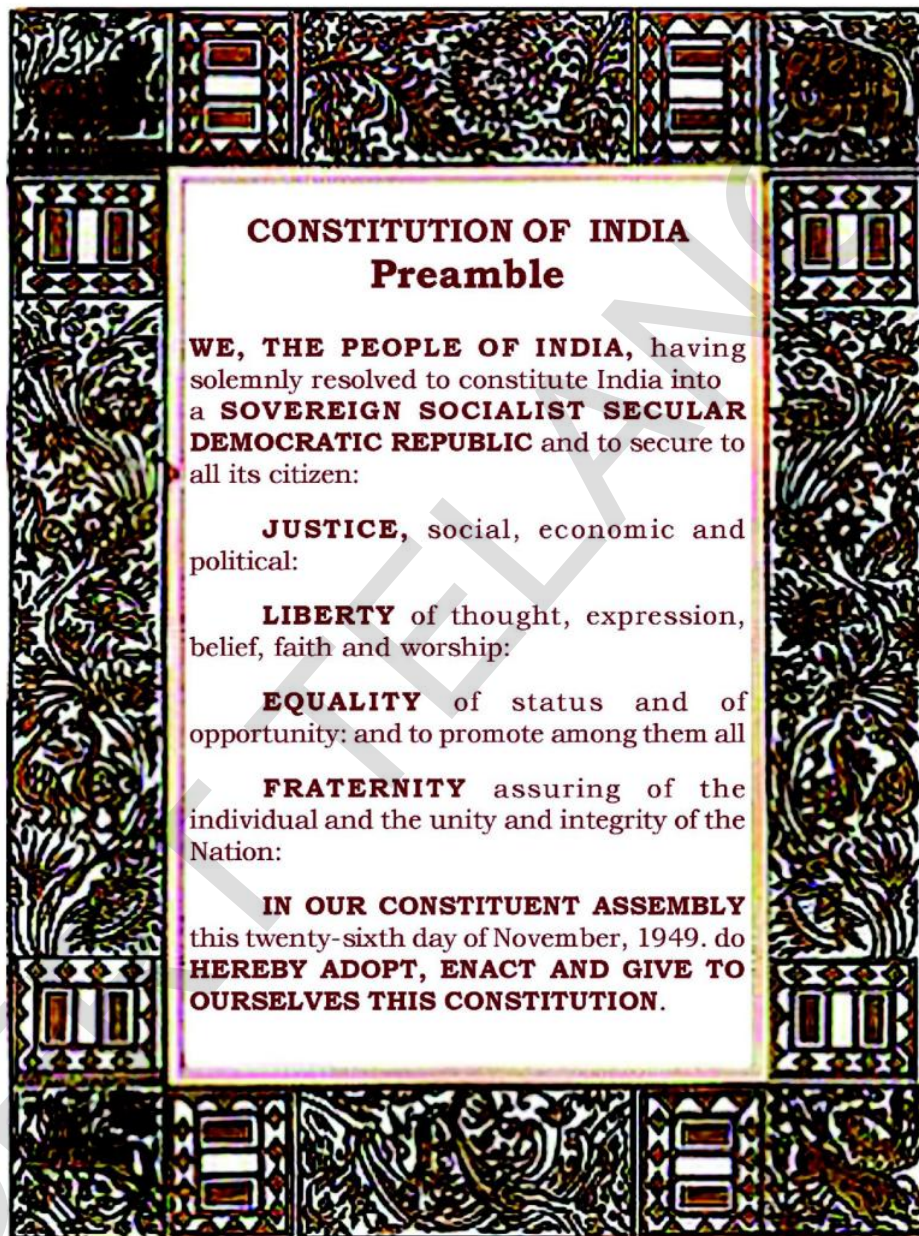 CONSTITUTION OF INDIA
Preamble
WE, THE PEOPLE OF INDIA, having
solemnly resolved to constitute India into
a SOVEREIGN SOCIALIST SECULAR
DEMOCRATIC REPUBLIC and to secure to
all its citizen:
JUSTICE, social, economic and
political:
LIBERTY of thought, expression,
belief, faith and worship:
EQUALITY of status and of
opportunity: and to promote among them all
FRATERNITY assuring of the
individual and the unity and integrity of the
Nation:
IN OUR CONSTITUENT ASSEMBLY
this twenty-sixth day of November, 1949. do
HEREBY ADOPT, ENACT AND GIVE TO
OURSELVES THIS CONSTITUTION.